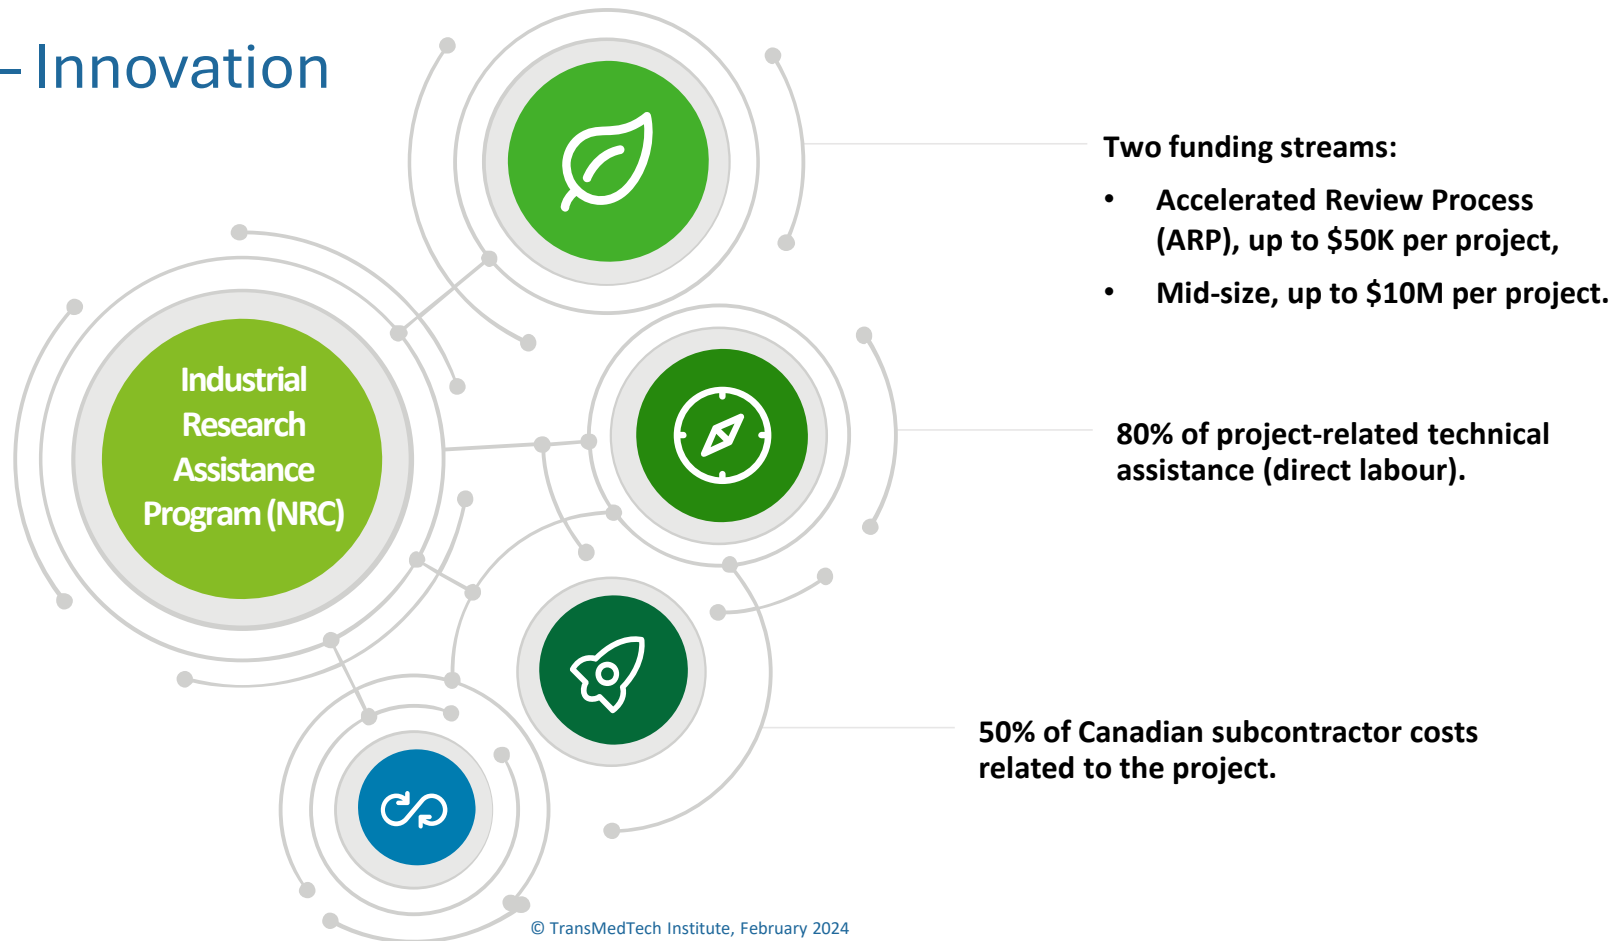 – Innovation
Two funding streams:
• Accelerated Review Process
(ARP), up to $50K per project,
• Mid-size, up to $10M per project.
Industrial
Research
Assistance
Program (NRC)
80% of project-related technical
assistance (direct labour).
50% of Canadian subcontractor costs
related to the project.
© TransMedTech Institute, February 2024